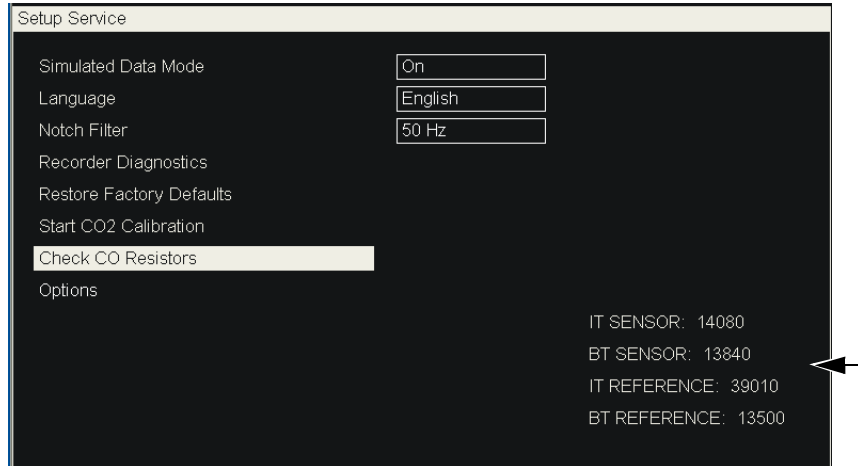 Setup Service
Simulated Data Mode On
Language English
Notch Filter 50 Hz
Recorder Diagnostics
Restore Factory Defaults
Start CO2 Calibration
Check CO Resistors
Options
IT SENSOR: 14080
BT SENSOR: 13840
IT REFERENCE: 39010
BT REFERENCE: 13500